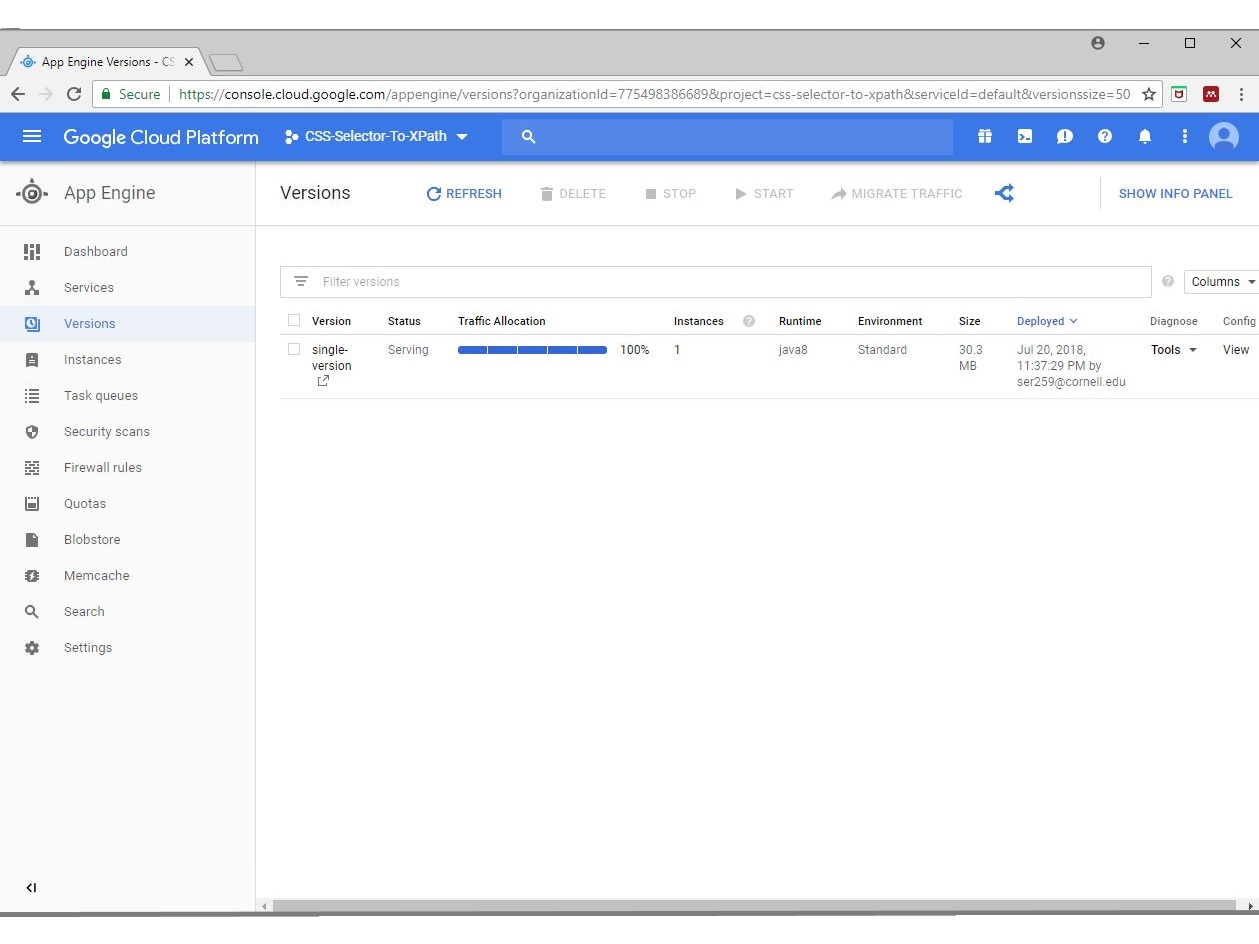 App Engine Versions - CS
Secure https://console.cloud.google.com/appengine/versions?organizationId=775498386689&project=css-selector-to-xpath&serviceId=default&versionssize=50
Google Cloud Platform CSS-Selector-To-XPath
App Engine Versions REFRESH DELETE STOP START MIGRATE TRAFFIC SHOW INFO PANEL
Dashboard
Services
Versions
Instances
Task queues
Security scans
Firewall rules
Quotas
Blobstore
Memcache
Search
Settings
Filter versions Columns
Version Status Traffic Allocation Instances Runtime Environment Size Deployed Diagnose Config
single- Serving 100% 1 java8 Standard 30.3 Jul 20, 2018, Tools View
version MB 11:37:29 PM by
ser259@cornell.edu